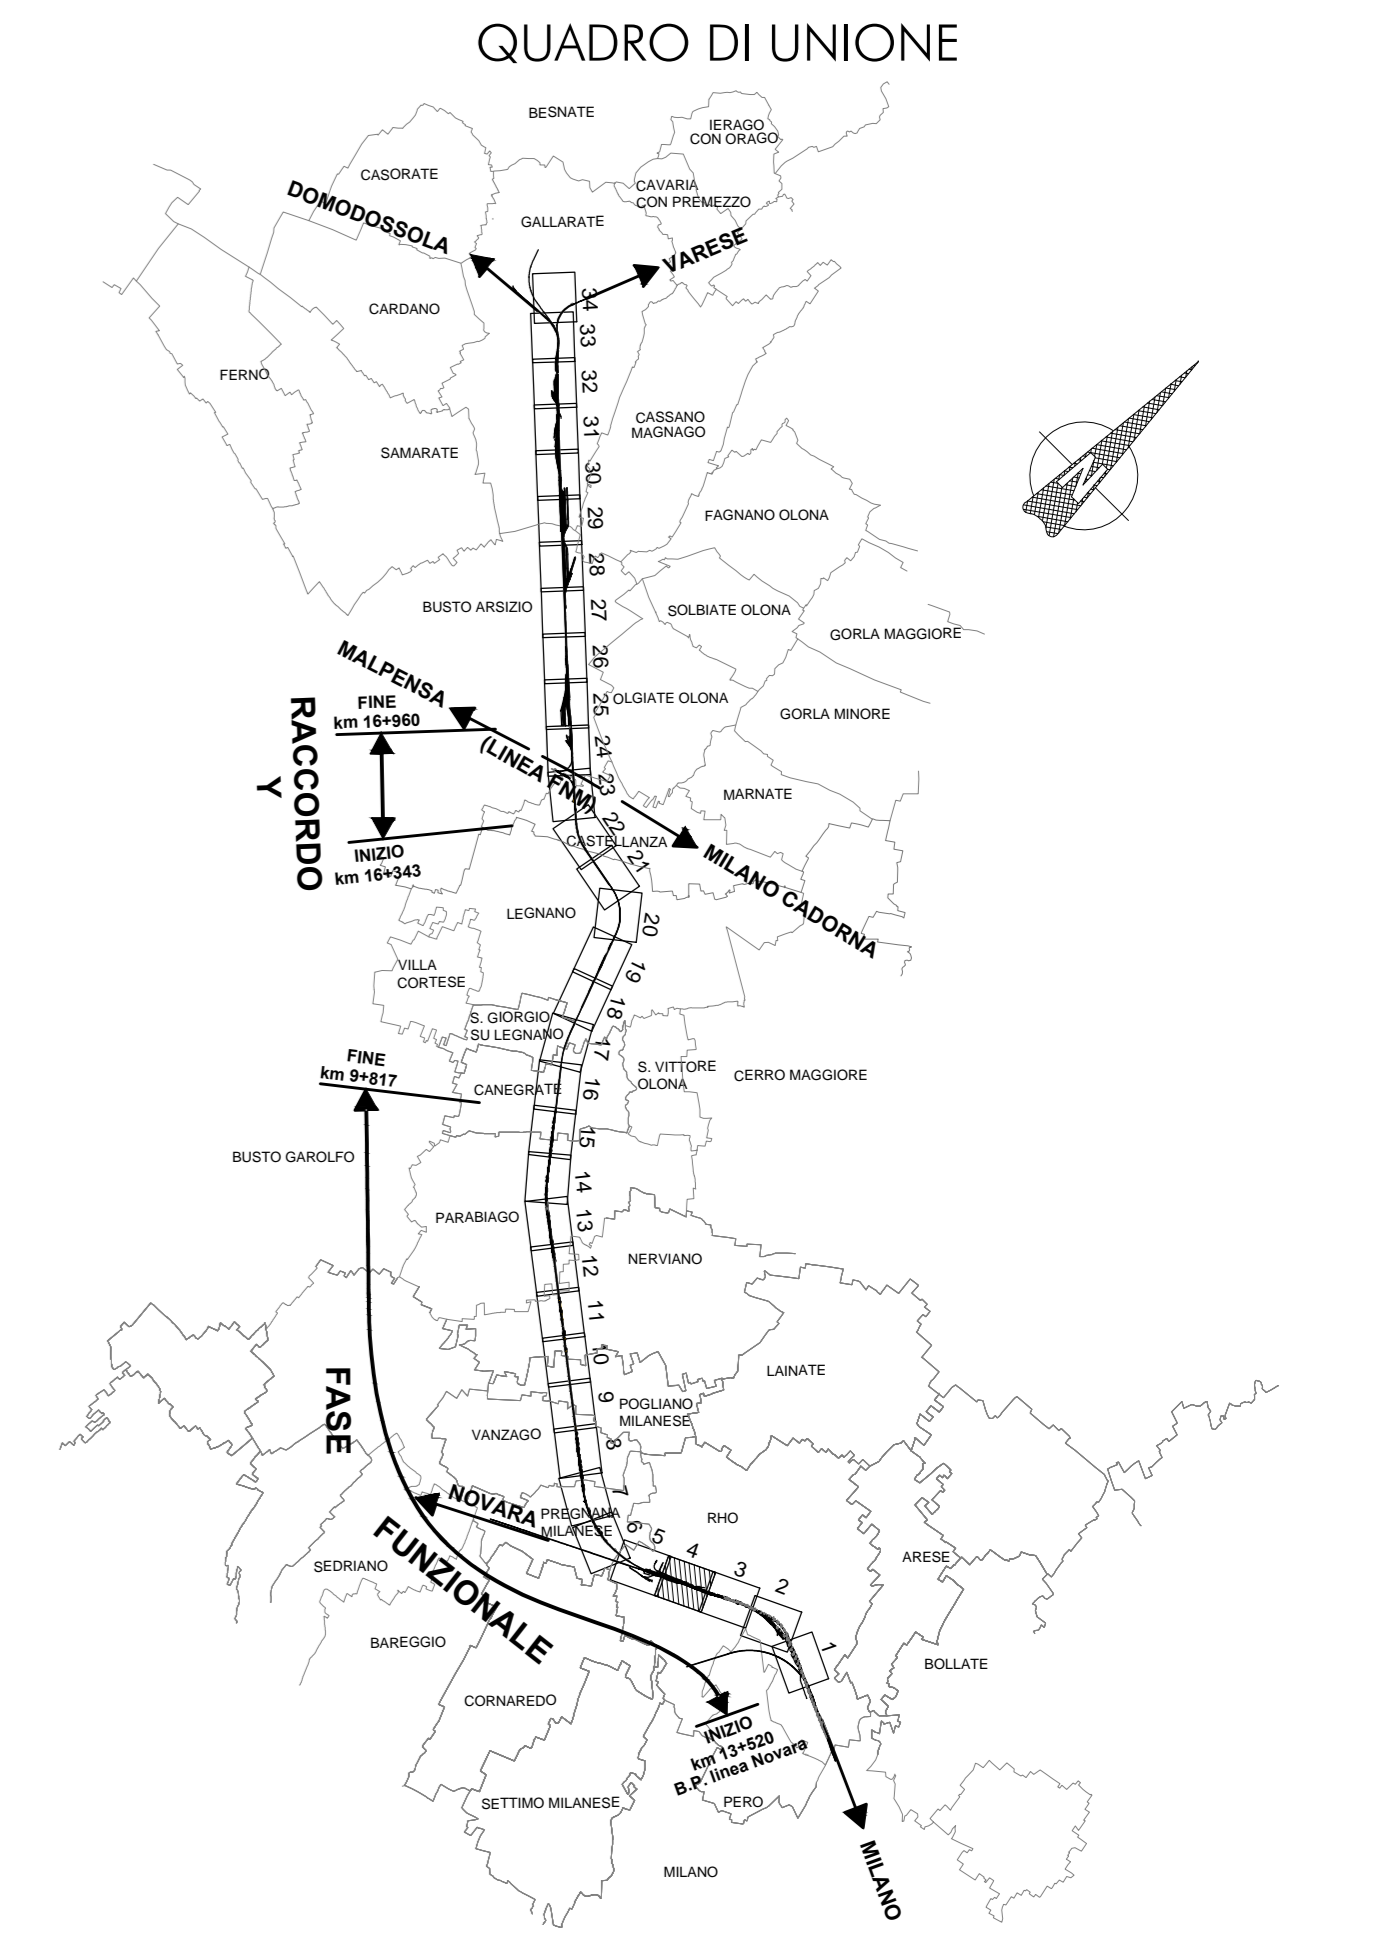 QUADRO DI UNIONE
BESNATE
IERAGO
CON ORAGO
CASORATE
CAVARIA
CON PREMEZZO
DOMODOSSOLA
GALLARATE
VARESE
34
CARDANO
33
FERNO
32
CASSANO
MAGNAGO
31
SAMARATE
30
N
29
FAGNANO OLONA
28
BUSTO ARSIZIO
27
SOLBIATE OLONA
GORLA MAGGIORE
26
MALPENSA
25
OLGIATE OLONA
FINE
km 16+960
GORLA MINORE
RACCORDO
Y
24
(LINEA FNM)
23
MARNATE
22
CASTELLANZA
INIZIO
km 16+343
21
MILANO CADORNA
LEGNANO
20
VILLA
CORTESE
19
18
S. GIORGIO
SU LEGNANO
17
FINE
km 9+817
CANEGRATE
16
S. VITTORE
OLONA
CERRO MAGGIORE
15
BUSTO GAROLFO
14
PARABIAGO
13
NERVIANO
12
11
10
LAINATE
FASE
9
POGLIANO
MILANESE
VANZAGO
8
7
NOVARA
PREGNANA
MILANESE
RHO
6
5
4
3
2
1
FUNZIONALE
SEDRIANO
ARESE
BAREGGIO
BOLLATE
CORNAREDO
INIZIO
km 13+520
B.P. linea Novara
SETTIMO MILANESE
PERO
MILANO
MILANO